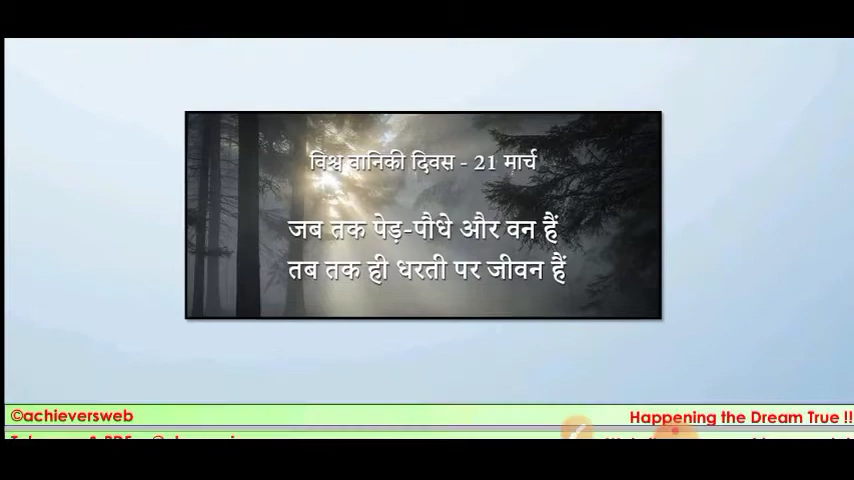 विश्व वानिकी दिवस - 21 मार्च
जब तक पेड़-पौधे और वन हैं
तब तक ही धरती पर जीवन हैं
©achieversweb
Happening the Dream True !!